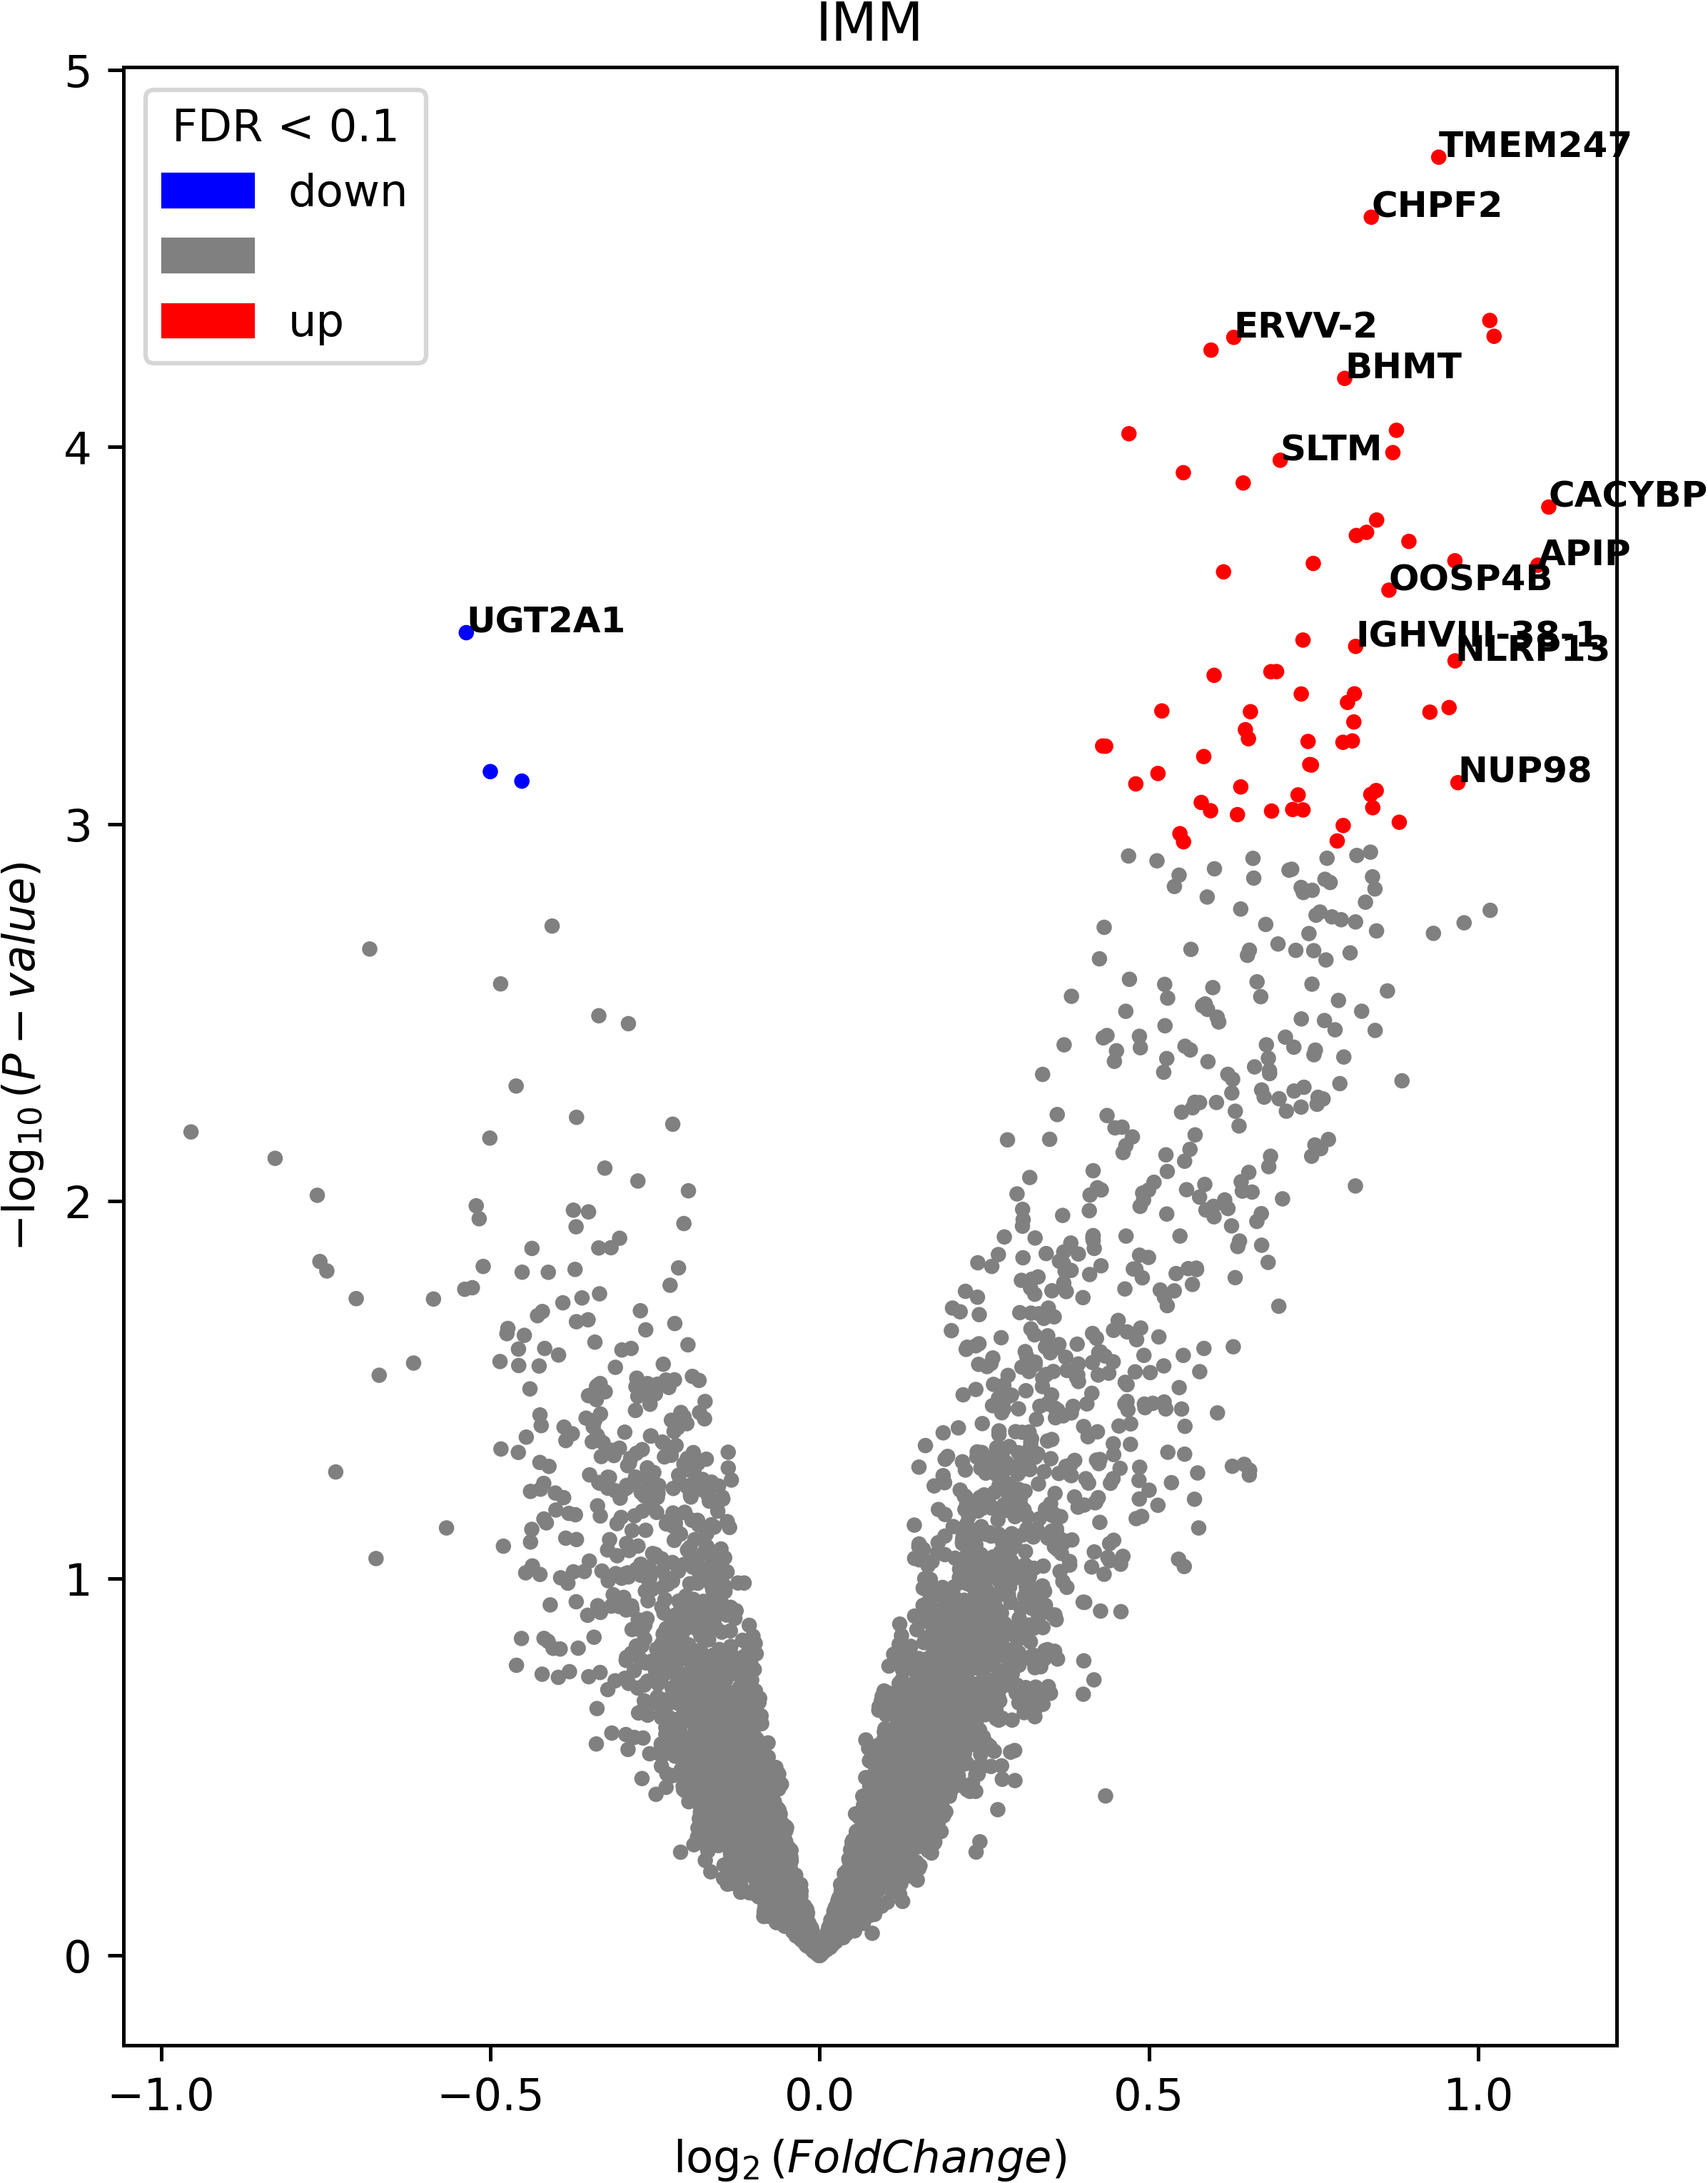 IMM
FDR < 0.1
down
up
TMEM247
CHPF2
ERVV-2
BHMT
SLTM
CACYBP
APIP
OOSP4B
UGT2A1
IGHVIII-38-1
NLRP13
NUP98
5
4
3
2
1
0
−log₁₀(P − value)
−1.0
−0.5
0.0
0.5
1.0
log₂(FoldChange)